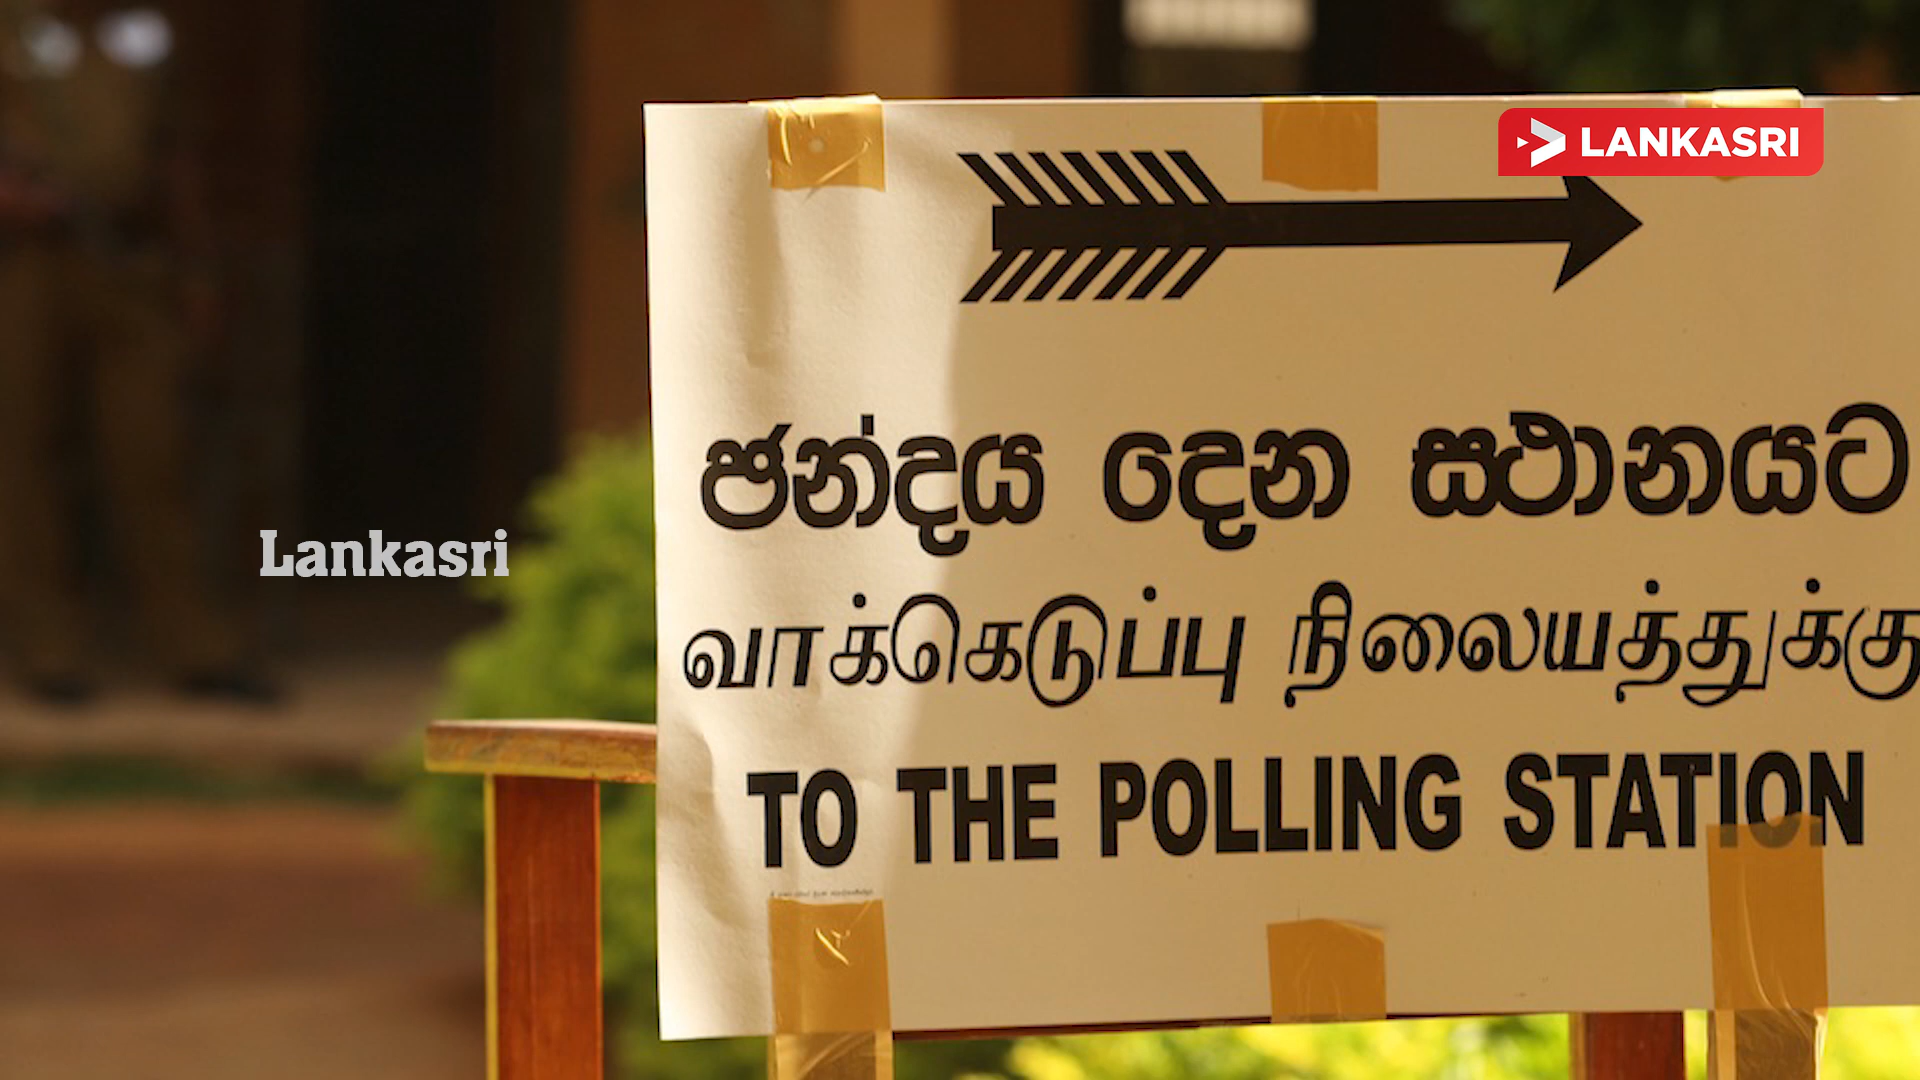 LANKASRI
ඡන්දය දෙන ස්ථානයට
Lankasri
வாக்கெடுப்பு நிலையத்துக்கு
TO THE POLLING STATION